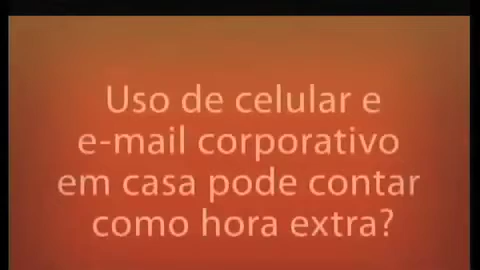 Uso de celular e
e-mail corporativo
em casa pode contar
como hora extra?